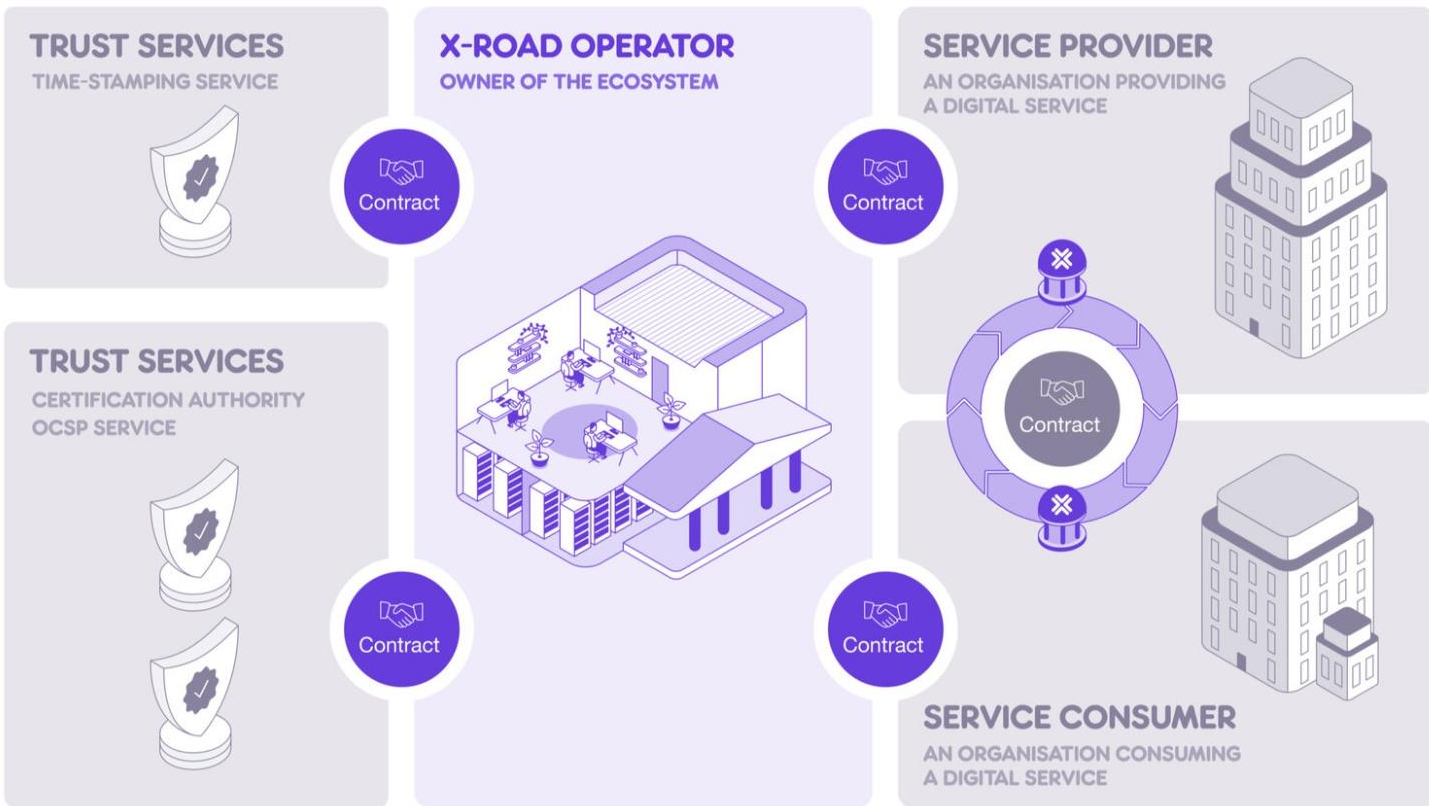 TRUST SERVICES
TIME-STAMPING SERVICE
Contract
X-ROAD OPERATOR
OWNER OF THE ECOSYSTEM
Contract
SERVICE PROVIDER
AN ORGANISATION PROVIDING
A DIGITAL SERVICE
TRUST SERVICES
CERTIFICATION AUTHORITY
OCSP SERVICE
Contract
Contract
Contract
SERVICE CONSUMER
AN ORGANISATION CONSUMING
A DIGITAL SERVICE